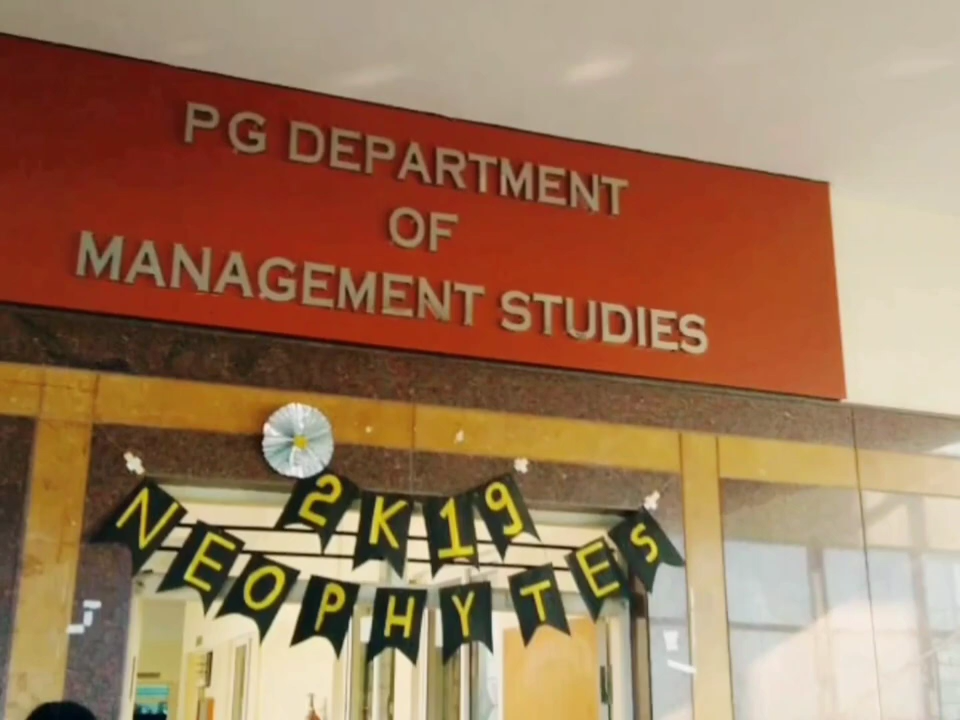 PG DEPARTMENT
OF
MANAGEMENT STUDIES
2K19
NEOPHYTES